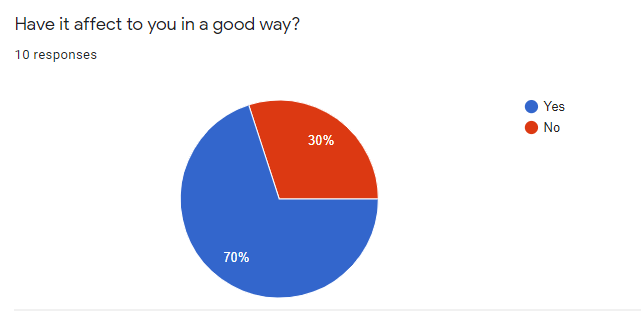 Have it affect to you in a good way?
10 responses
Yes
No
30%
70%